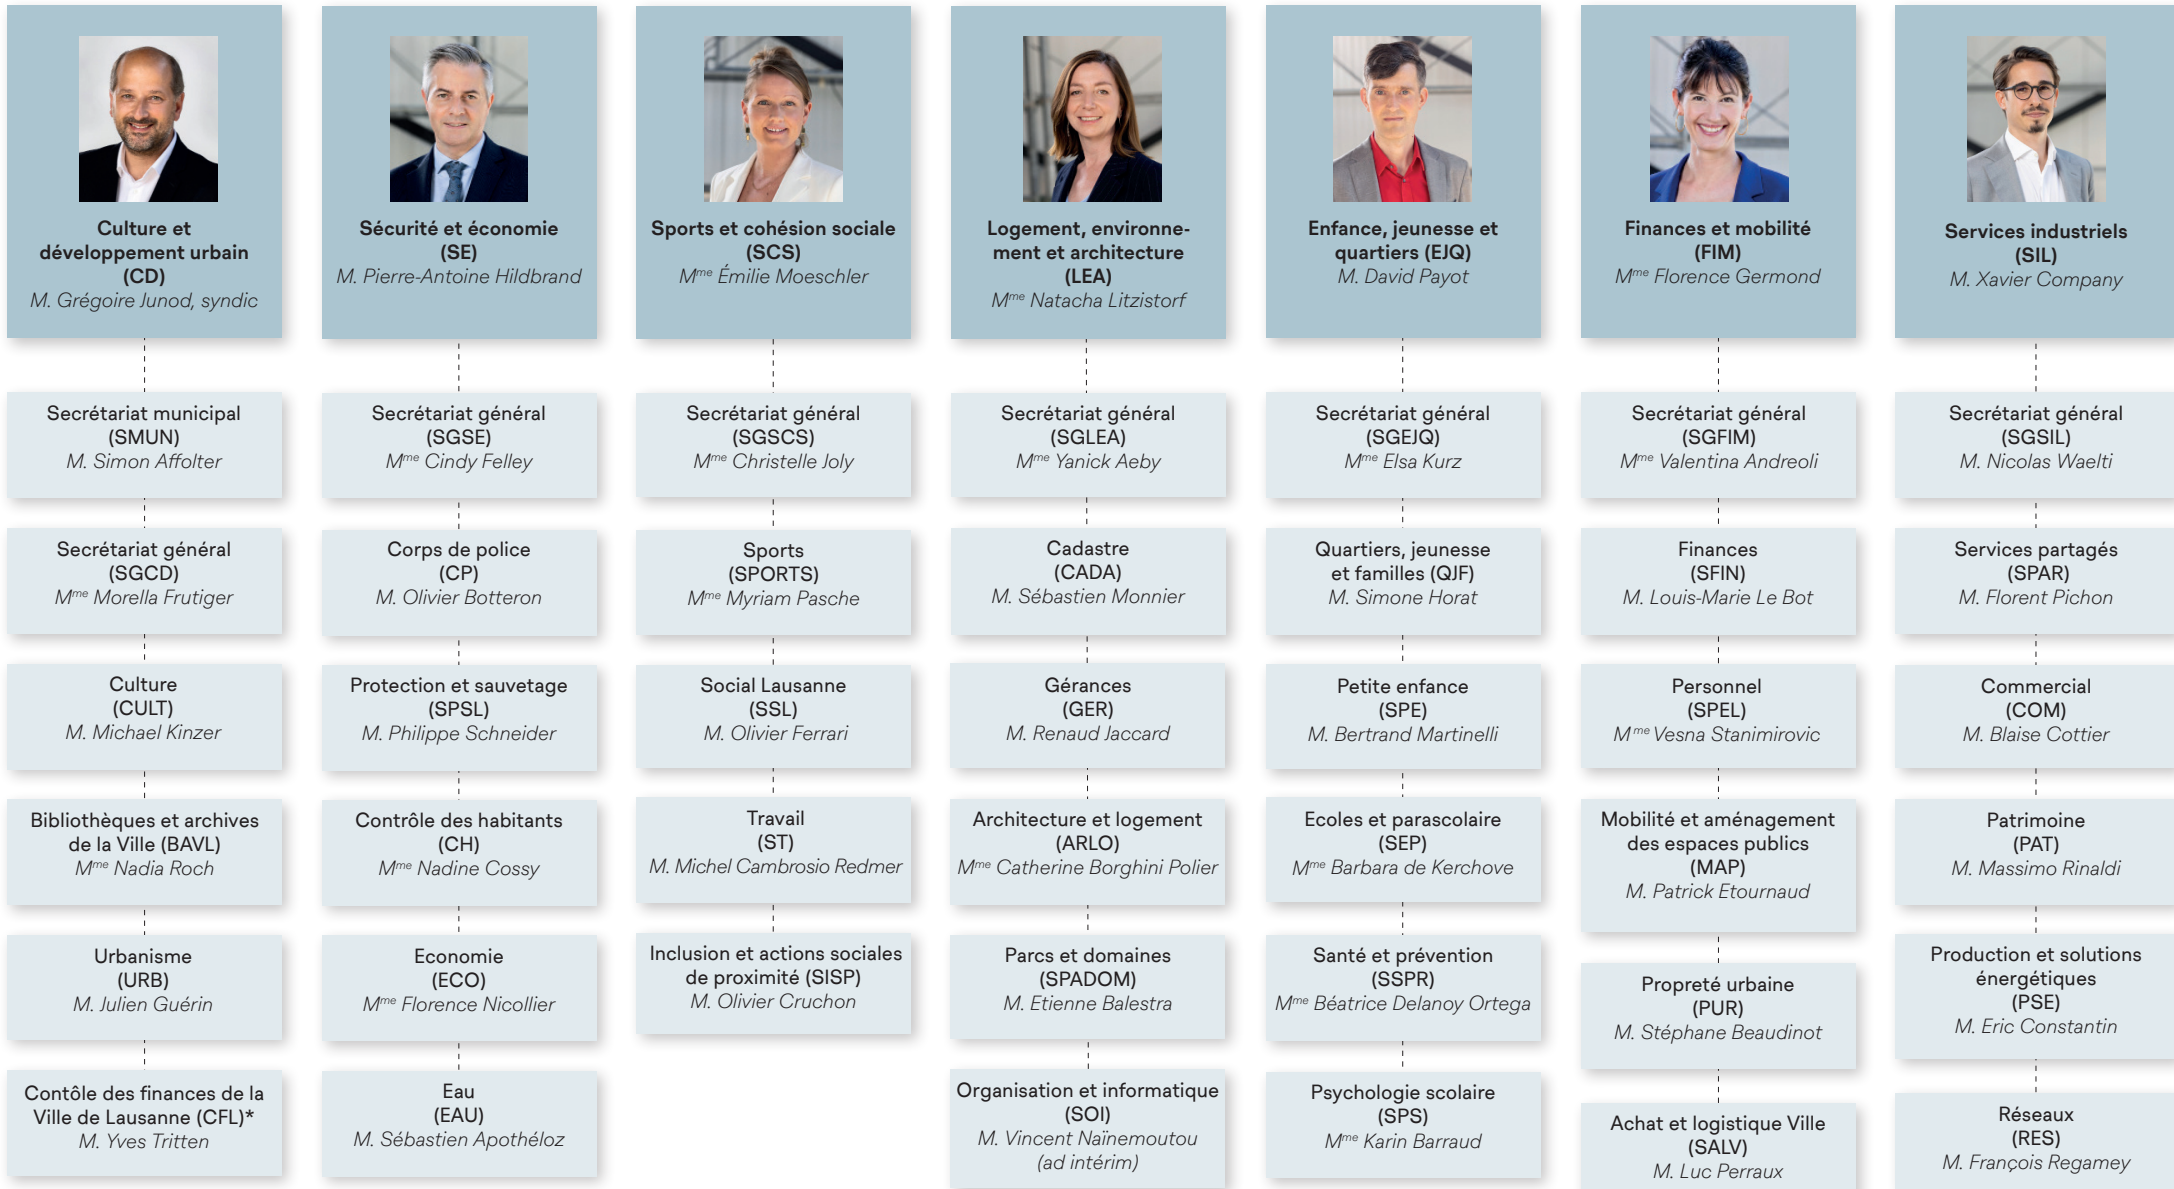 Culture et
développement urbain
(CD)
M. Grégoire Junod, syndic
Secrétariat municipal
(SMUN)
M. Simon Affolter
Secrétariat général
(SGCD)
Mme Morella Frutiger
Culture
(CULT)
M. Michael Kinzer
Bibliothèques et archives
de la Ville (BAVL)
Mme Nadia Roch
Urbanisme
(URB)
M. Julien Guérin
Contôle des finances de la
Ville de Lausanne (CFL)*
M. Yves Tritten
Sécurité et économie
(SE)
M. Pierre-Antoine Hildbrand
Secrétariat général
(SGSE)
Mme Cindy Felley
Corps de police
(CP)
M. Olivier Botteron
Protection et sauvetage
(SPSL)
M. Philippe Schneider
Contrôle des habitants
(CH)
Mme Nadine Cossy
Economie
(ECO)
Mme Florence Nicollier
Eau
(EAU)
M. Sébastien Apothéloz
Sports et cohésion sociale
(SCS)
Mme Émilie Moeschler
Secrétariat général
(SGSCS)
Mme Christelle Joly
Sports
(SPORTS)
Mme Myriam Pasche
Social Lausanne
(SSL)
M. Olivier Ferrari
Travail
(ST)
M. Michel Cambrosio Redmer
Inclusion et actions sociales
de proximité (SISP)
M. Olivier Cruchon
Logement, environne-
ment et architecture
(LEA)
Mme Natacha Litzistorf
Secrétariat général
(SGLEA)
Mme Yanick Aeby
Cadastre
(CADA)
M. Sébastien Monnier
Gérances
(GER)
M. Renaud Jaccard
Architecture et logement
(ARLO)
Mme Catherine Borghini Polier
Parcs et domaines
(SPADOM)
M. Etienne Balestra
Organisation et informatique
(SOI)
M. Vincent Naïnemoutou
(ad intérim)
Enfance, jeunesse et
quartiers (EJQ)
M. David Payot
Secrétariat général
(SGEJQ)
Mme Elsa Kurz
Quartiers, jeunesse
et familles (QJF)
M. Simone Horat
Petite enfance
(SPE)
M. Bertrand Martinelli
Ecoles et parascolaire
(SEP)
Mme Barbara de Kerchove
Santé et prévention
(SSPR)
Mme Béatrice Delanoy Ortega
Psychologie scolaire
(SPS)
Mme Karin Barraud
Finances et mobilité
(FIM)
Mme Florence Germond
Secrétariat général
(SGFIM)
Mme Valentina Andreoli
Finances
(SFIN)
M. Louis-Marie Le Bot
Personnel
(SPEL)
Mme Vesna Stanimirovic
Mobilité et aménagement
des espaces publics
(MAP)
M. Patrick Etournaud
Propreté urbaine
(PUR)
M. Stéphane Beaudinot
Achat et logistique Ville
(SALV)
M. Luc Perraux
Services industriels
(SIL)
M. Xavier Company
Secrétariat général
(SGSIL)
M. Nicolas Waelti
Services partagés
(SPAR)
M. Florent Pichon
Commercial
(COM)
M. Blaise Cottier
Patrimoine
(PAT)
M. Massimo Rinaldi
Production et solutions
énergétiques
(PSE)
M. Eric Constantin
Réseaux
(RES)
M. François Regamey